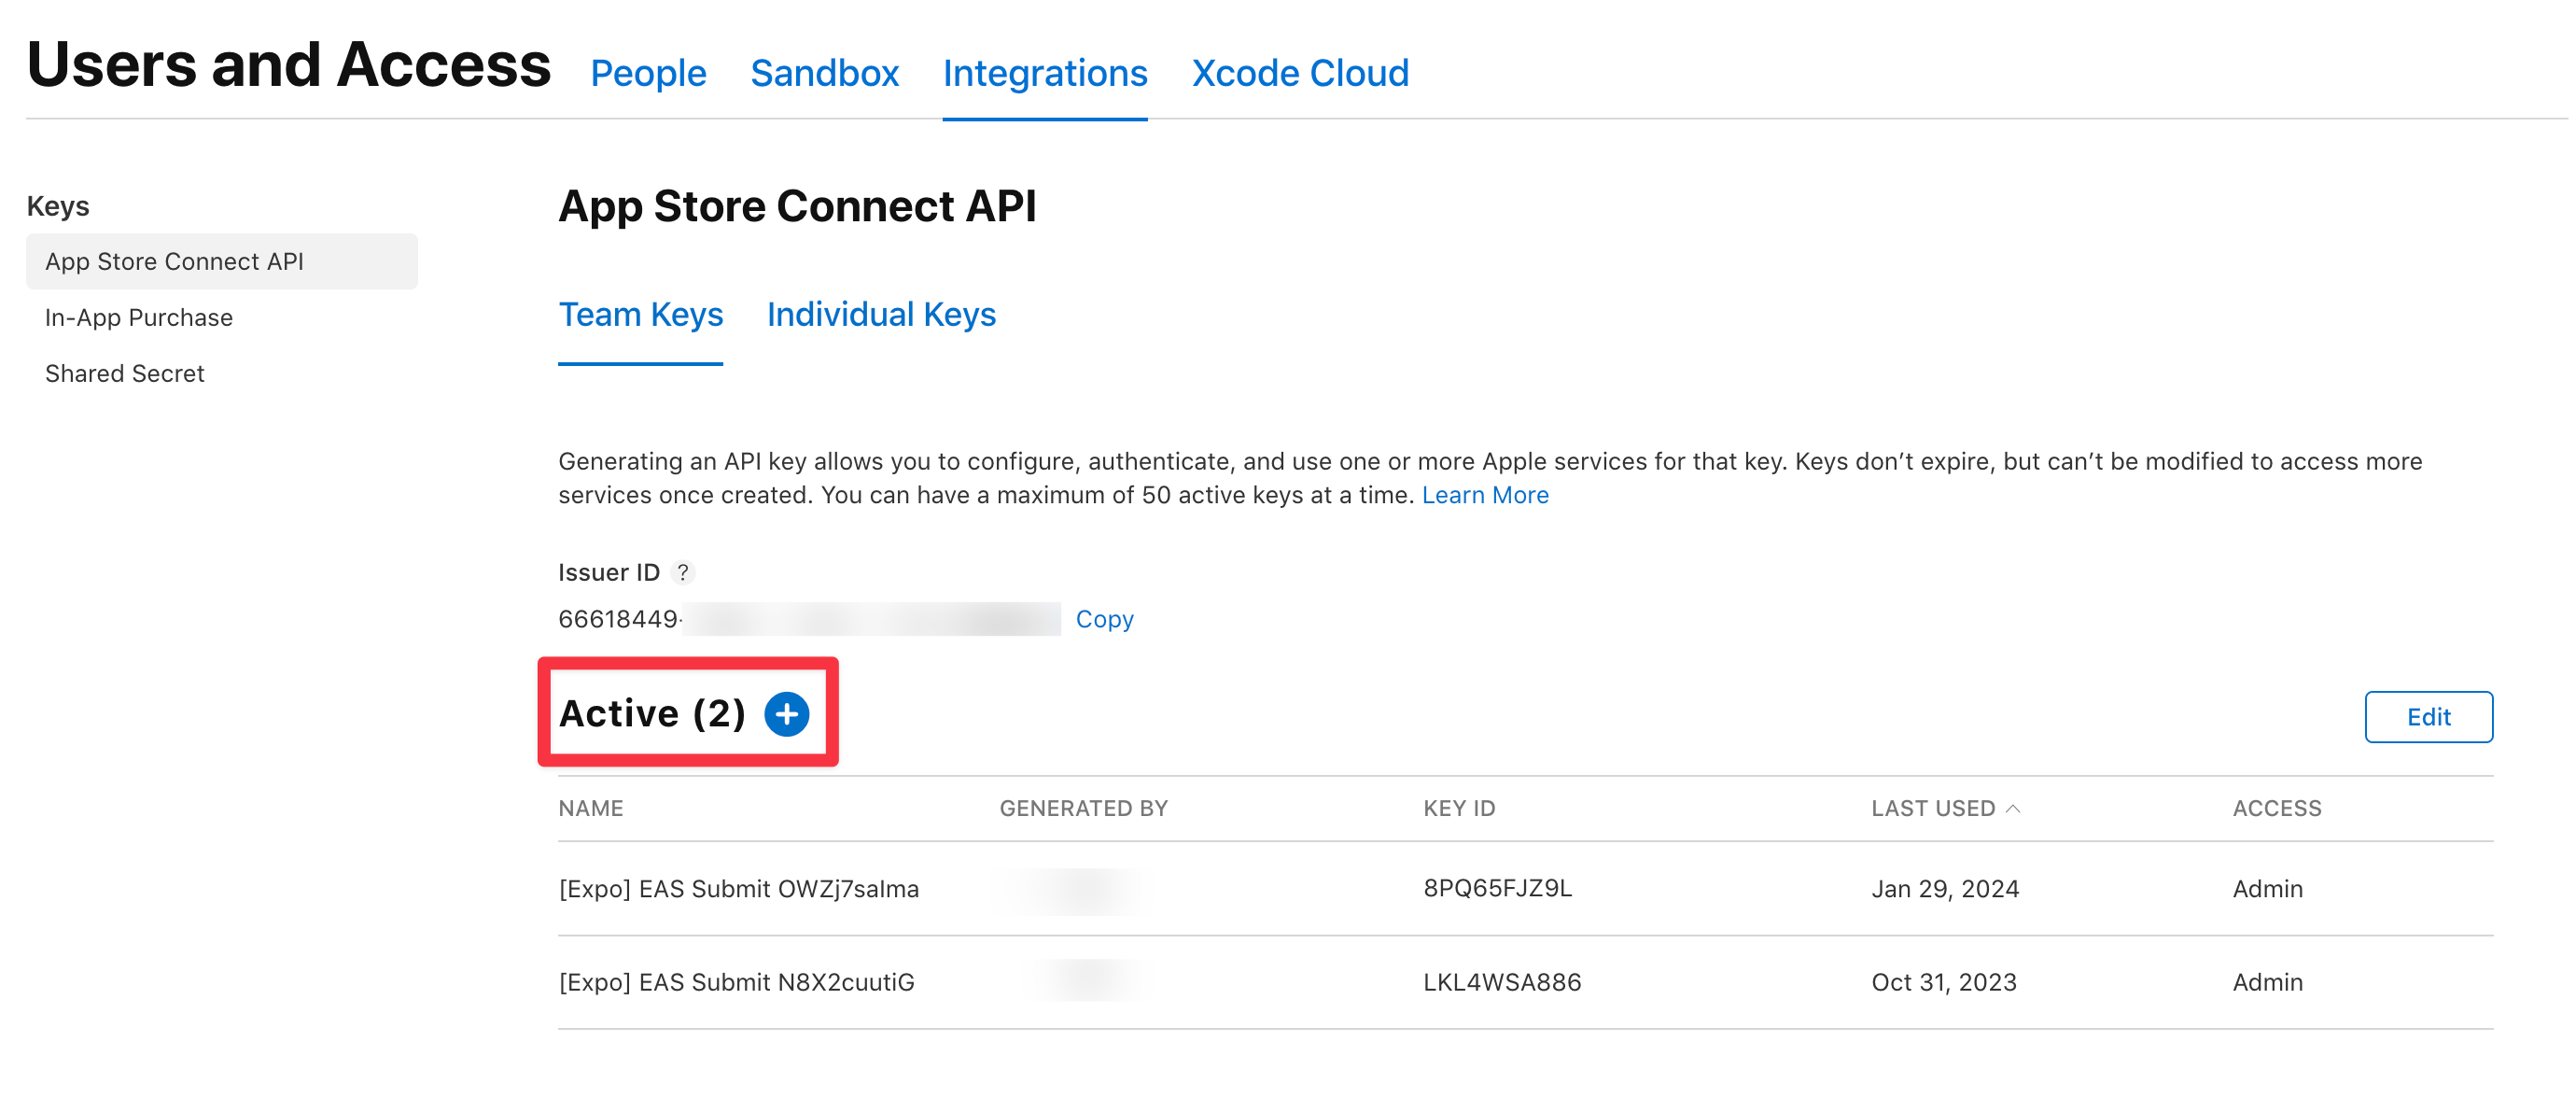 Users and Access People Sandbox Integrations Xcode Cloud
Keys
App Store Connect API
In-App Purchase
Shared Secret
App Store Connect API
Team Keys Individual Keys
Generating an API key allows you to configure, authenticate, and use one or more Apple services for that key. Keys don’t expire, but can’t be modified to access more
services once created. You can have a maximum of 50 active keys at a time. Learn More
Issuer ID ?
66618449- Copy
Active (2) +
Edit
NAME GENERATED BY KEY ID LAST USED ACCESS
[Expo] EAS Submit OWZj7saIma 8PQ65FJZ9L Jan 29, 2024 Admin
[Expo] EAS Submit N8X2cuutiG LKL4WSA886 Oct 31, 2023 Admin